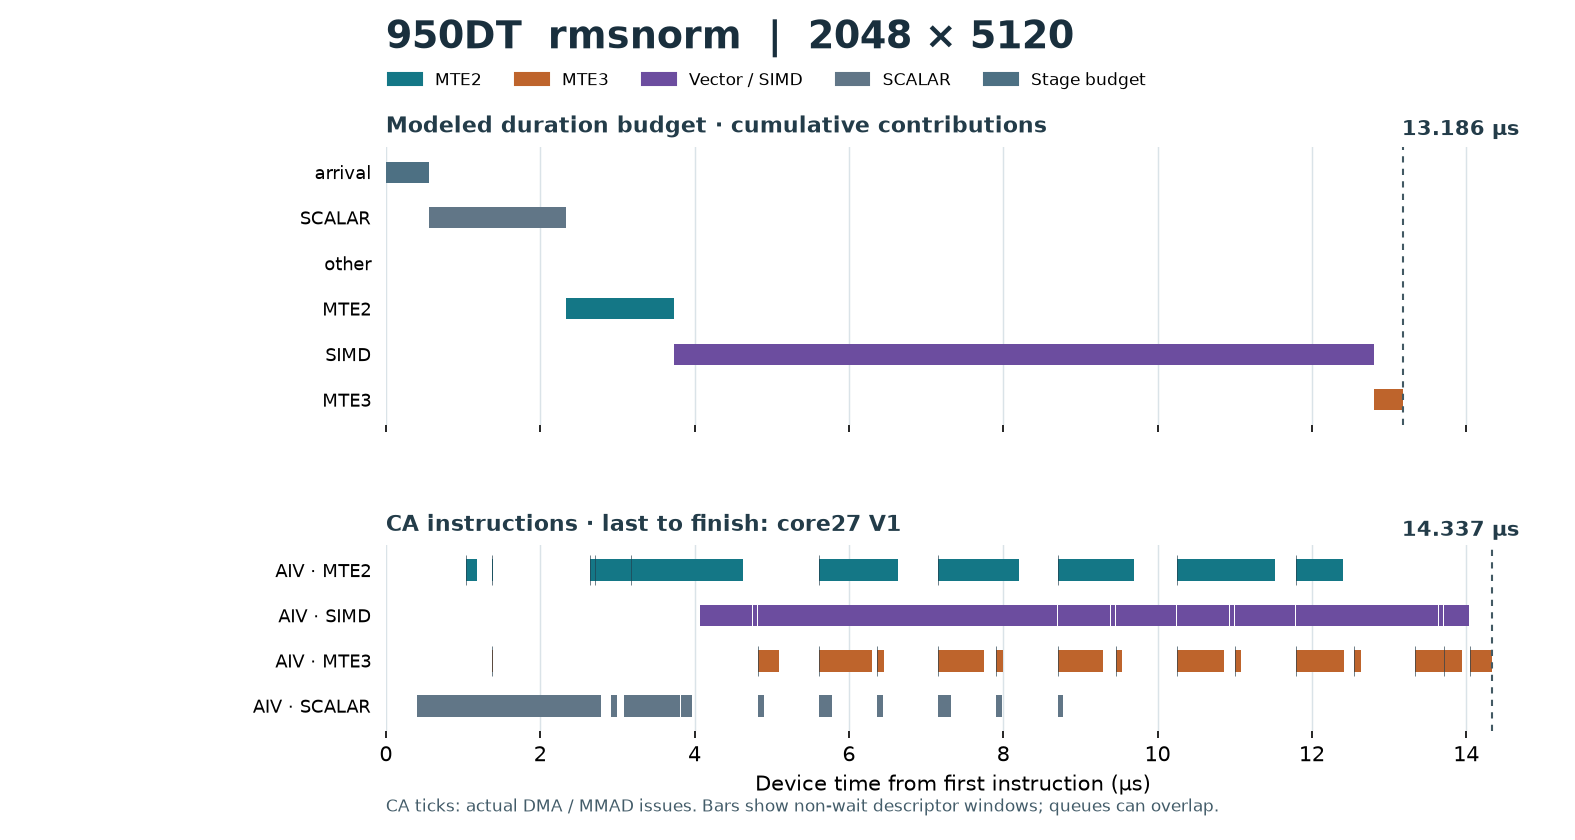 950DT rmsnorm | 2048 × 5120
MTE2 MTE3 Vector / SIMD SCALAR Stage budget
Modeled duration budget · cumulative contributions
13.186 µs
arrival
SCALAR
other
MTE2
SIMD
MTE3
CA instructions · last to finish: core27 V1
14.337 µs
AIV · MTE2
AIV · SIMD
AIV · MTE3
AIV · SCALAR
0 2 4 6 8 10 12 14
Device time from first instruction (µs)
CA ticks: actual DMA / MMAD issues. Bars show non-wait descriptor windows; queues can overlap.